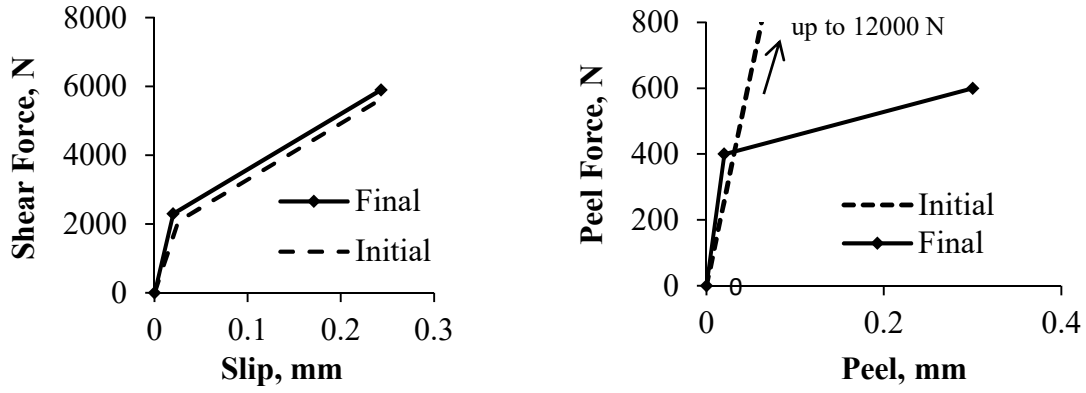 8000
6000
4000
2000
0
Shear Force, N
Final
Initial
0 0.1 0.2 0.3
Slip, mm
800
600
400
200
0
Peel Force, N
up to 12000 N
Initial
Final
0
0 0.2 0.4
Peel, mm